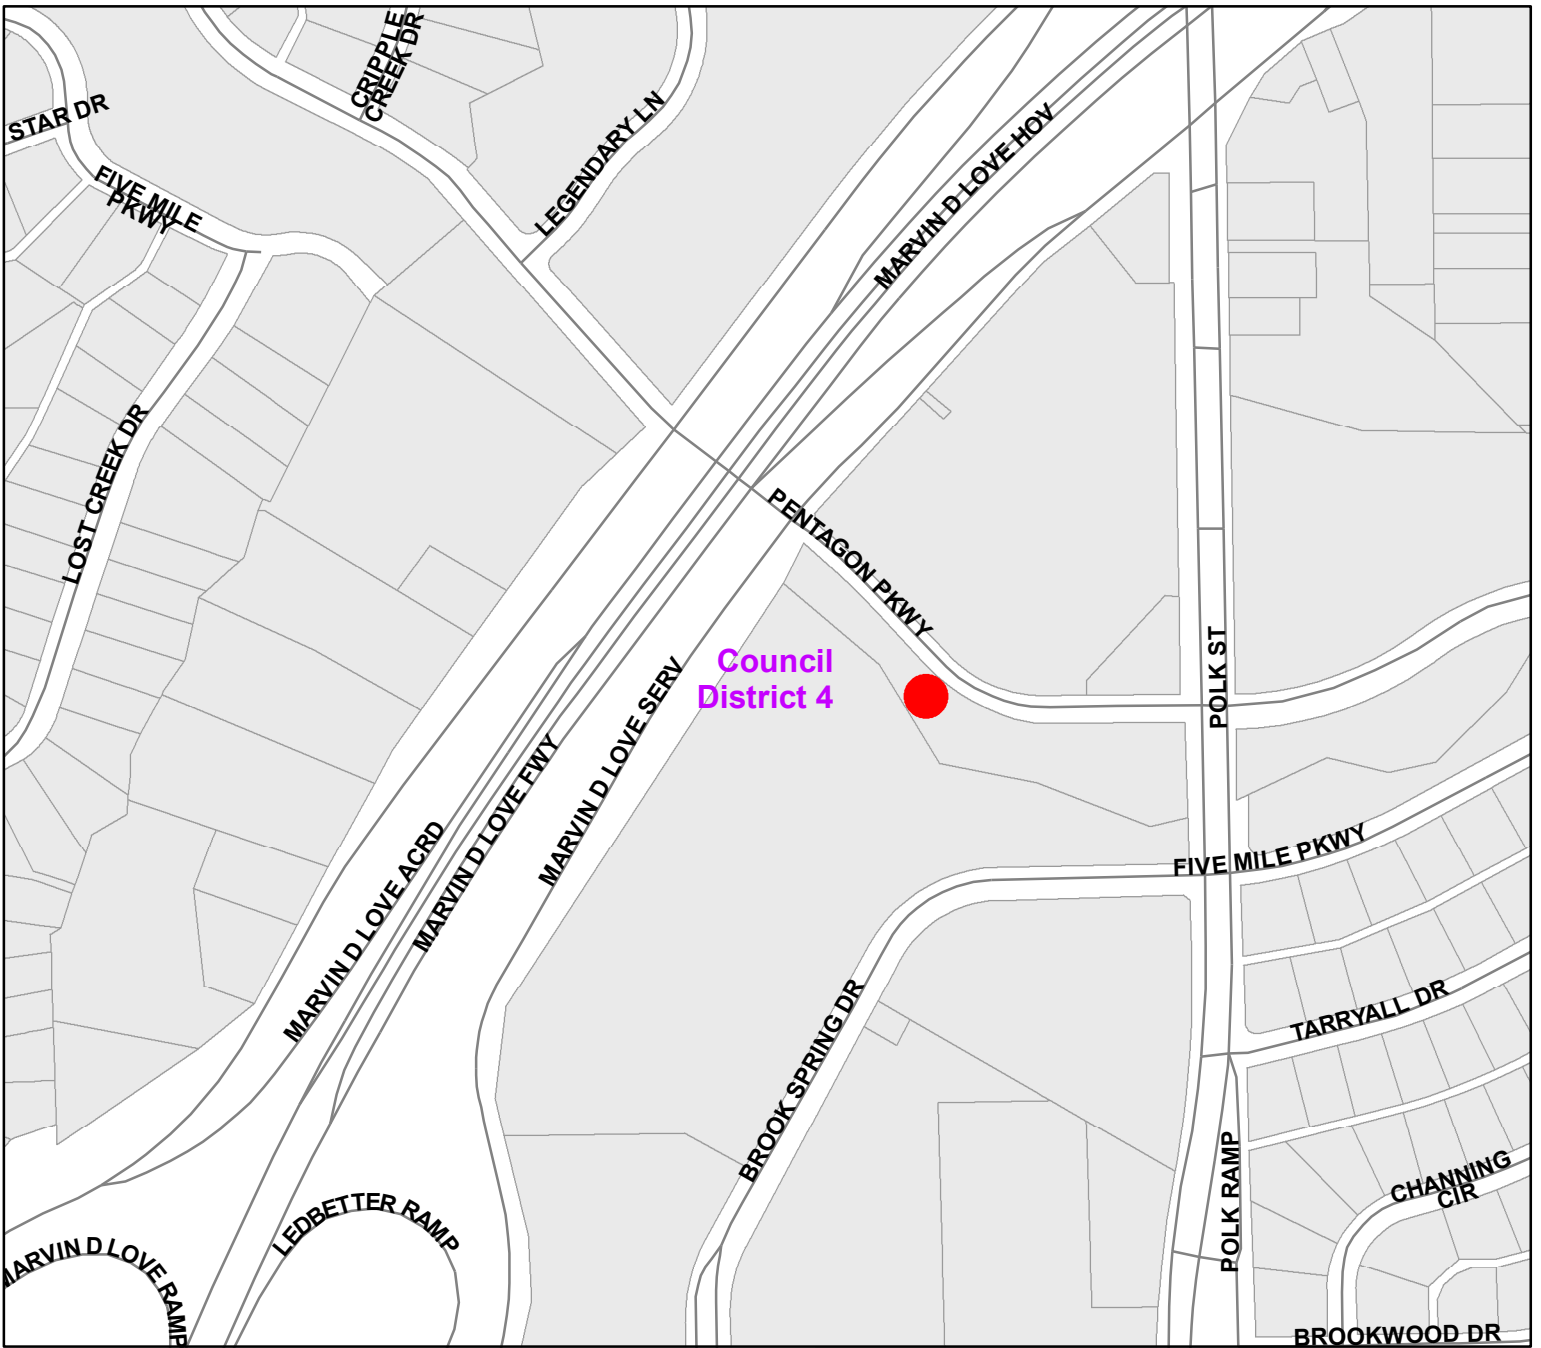 CRIPPLE
CREEK DR
STAR DR
LEGENDARY LN
MARVIN D LOVE HOV
FIVE MILE
PKWY
LOST CREEK DR
PENTAGON PKWY
POLK ST
Council
District 4
MARVIN D LOVE SERV
MARVIN D LOVE FWY
MARVIN D LOVE ACRD
FIVE MILE PKWY
BROOK SPRING DR
TARRYALL DR
POLK RAMP
CHANNING
CIR
LEDBETTER RAMP
MARVIN D LOVE RAMP
BROOKWOOD DR